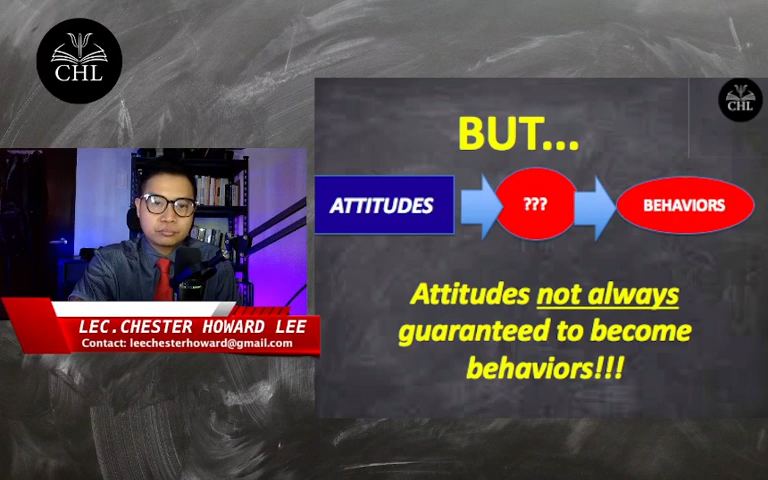 CHL
CHL
BUT...
ATTITUDES
???
BEHAVIORS
Attitudes not always
guaranteed to become
behaviors!!!
LEC.CHESTER HOWARD LEE
Contact: leechesterhoward@gmail.com